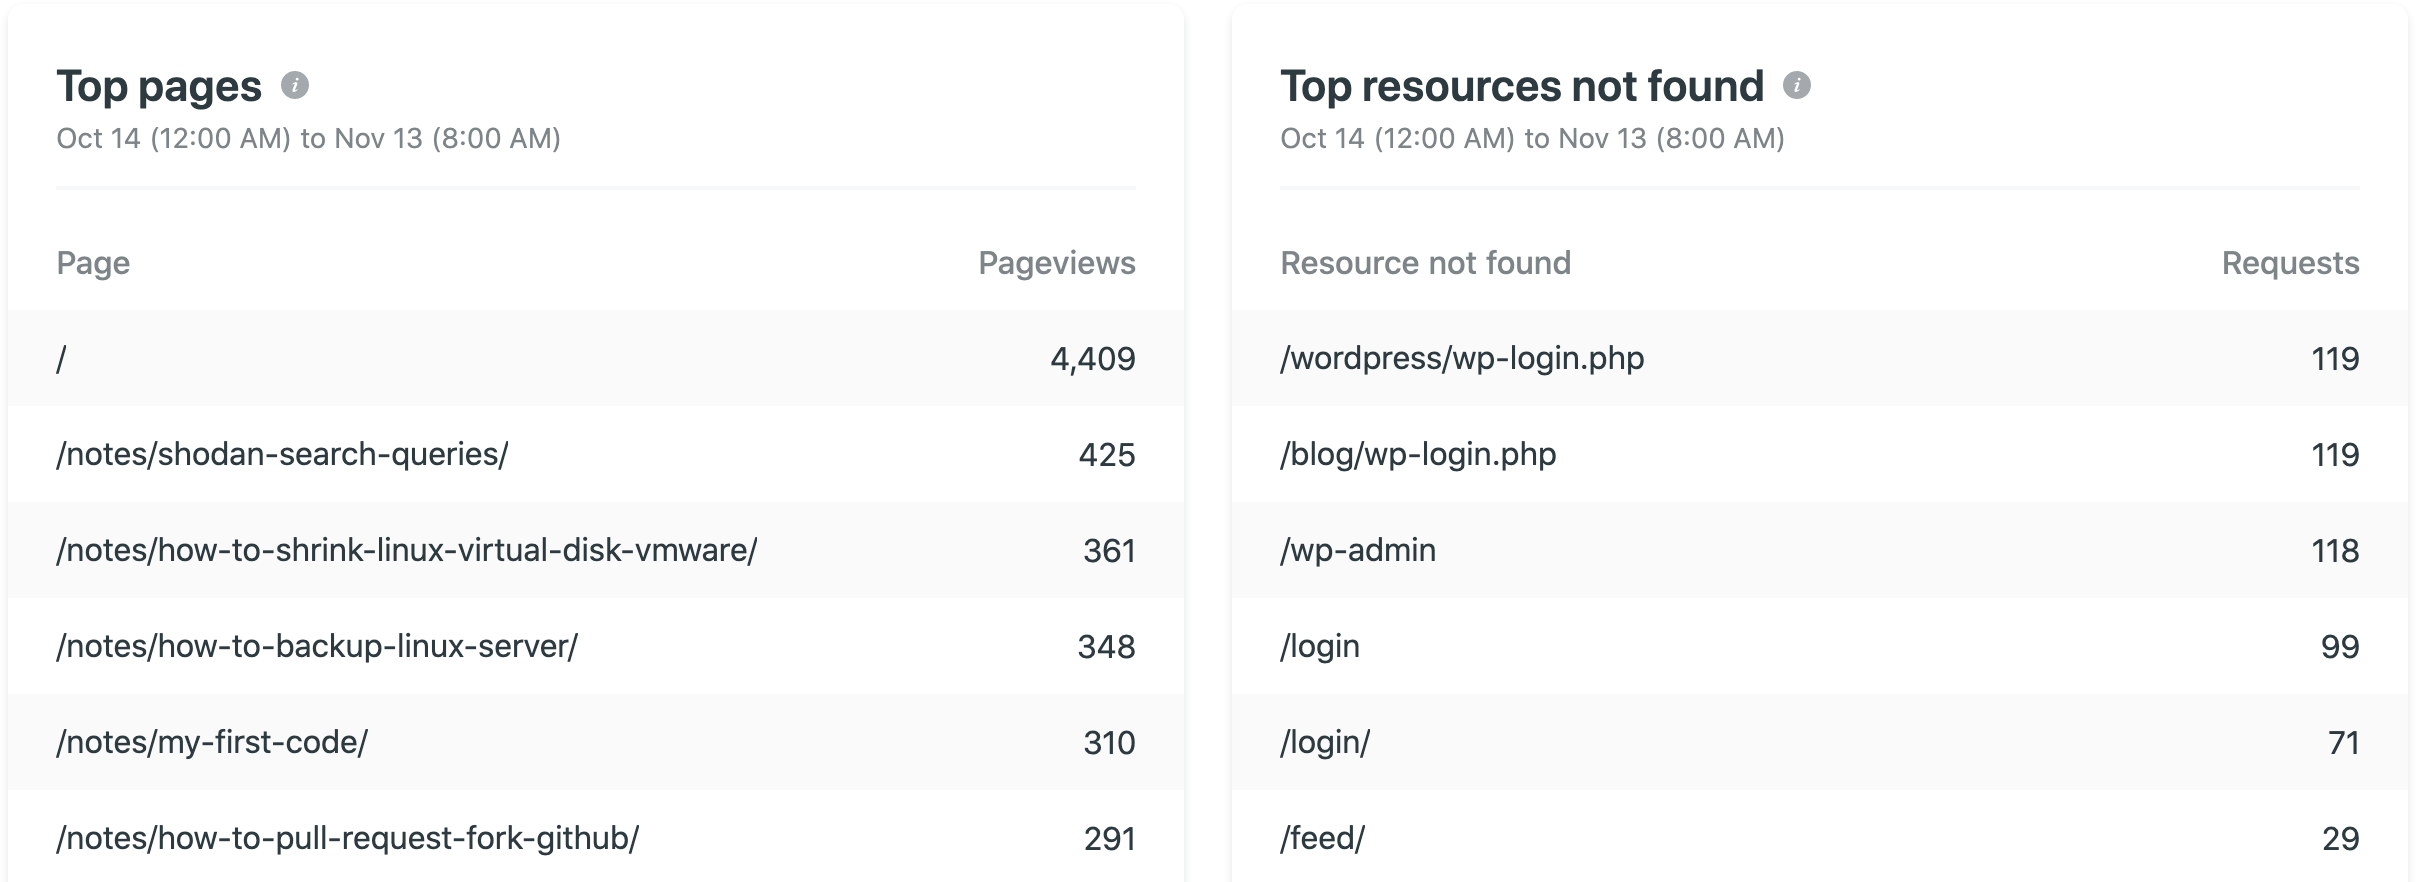 Top pages
Oct 14 (12:00 AM) to Nov 13 (8:00 AM)
Page Pageviews
/ 4,409
/notes/shodan-search-queries/ 425
/notes/how-to-shrink-linux-virtual-disk-vmware/ 361
/notes/how-to-backup-linux-server/ 348
/notes/my-first-code/ 310
/notes/how-to-pull-request-fork-github/ 291
Top resources not found
Oct 14 (12:00 AM) to Nov 13 (8:00 AM)
Resource not found Requests
/wordpress/wp-login.php 119
/blog/wp-login.php 119
/wp-admin 118
/login 99
/login/ 71
/feed/ 29